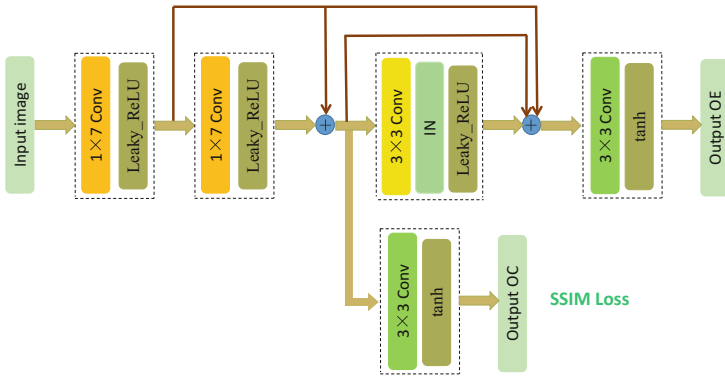 Input image
1×7 Conv
Leaky_ReLU
1×7 Conv
Leaky_ReLU
+
3×3 Conv
IN
Leaky_ReLU
+
3×3 Conv
tanh
Output OE
3×3 Conv
tanh
Output OC
SSIM Loss